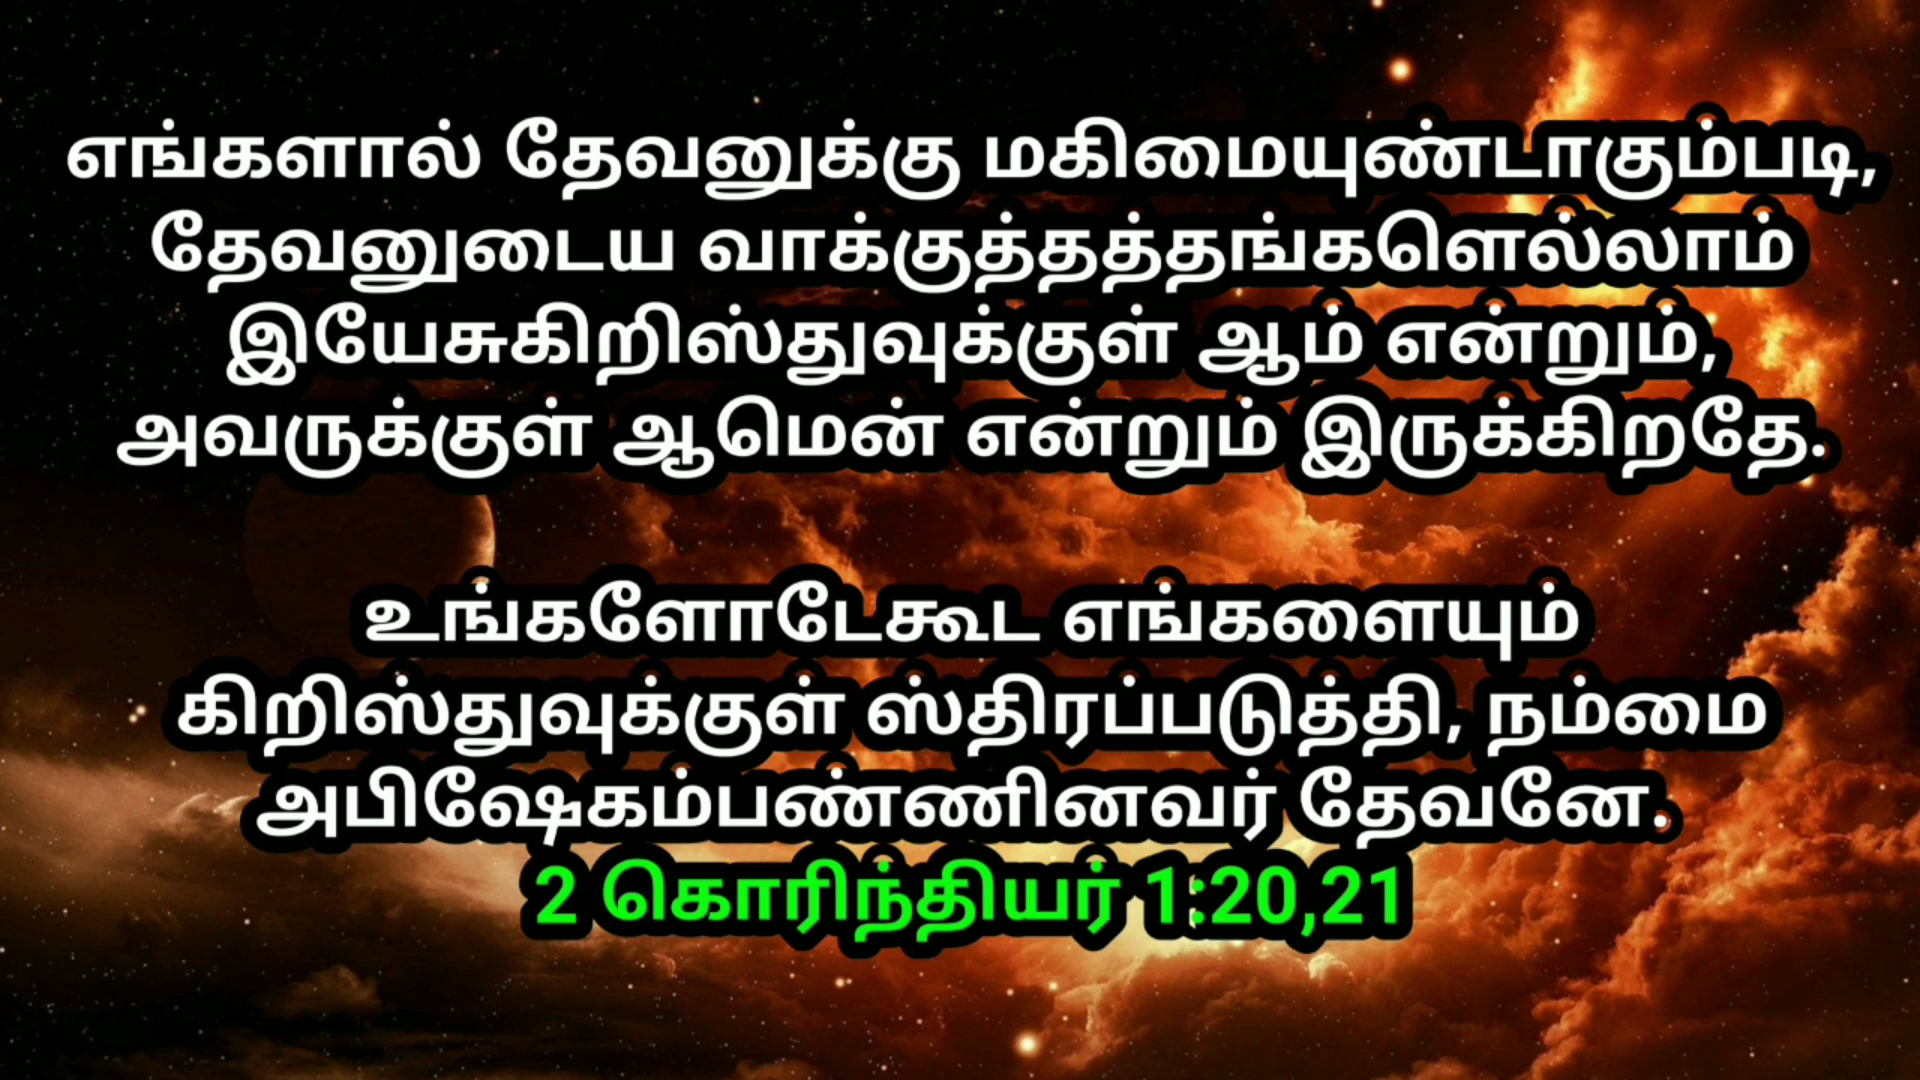 எங்களால் தேவனுக்கு மகிமையுண்டாகும்படி,
தேவனுடைய வாக்குத்தத்தங்களெல்லாம்
இயேசுகிறிஸ்துவுக்குள் ஆம் என்றும்,
அவருக்குள் ஆமென் என்றும் இருக்கிறதே.
உங்களோடேகூட எங்களையும்
கிறிஸ்துவுக்குள் ஸ்திரப்படுத்தி, நம்மை
அபிஷேகம்பண்ணினவர் தேவனே.
2 கொரிந்தியர் 1:20,21